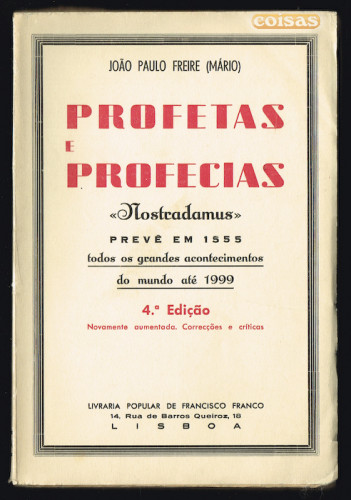 coisas
JOÃO PAULO FREIRE (MÁRIO)
PROFETAS
E
PROFECIAS
«Nostradamus»
PREVÊ EM 1555
todos os grandes acontecimentos
do mundo até 1999
4.ª Edição
Novamente aumentada. Correcções e críticas
LIVRARIA POPULAR DE FRANCISCO FRANCO
14, Rua de Barros Queiroz, 18
LISBOA